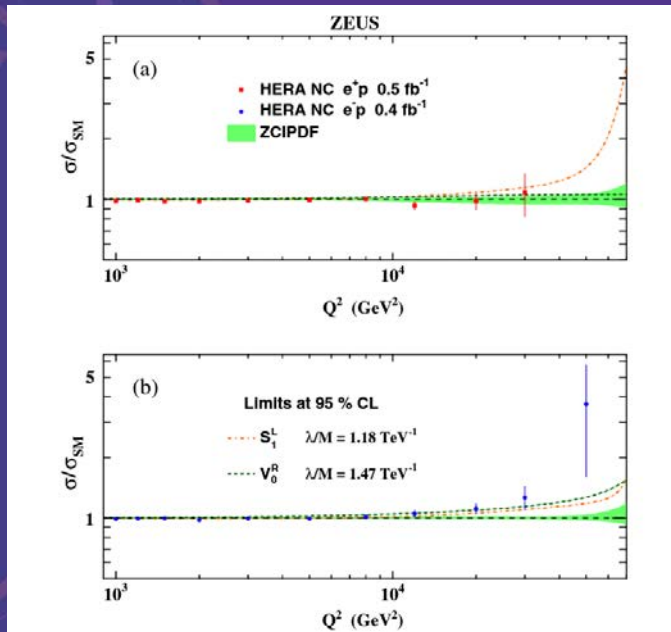 ZEUS
(a)
HERA NC e⁺p 0.5 fb⁻¹
HERA NC e⁻p 0.4 fb⁻¹
ZCIPDF
5
1
σ/σSM
10³
10⁴
Q² (GeV²)
(b)
Limits at 95 % CL
S₁ᴸ λ/M = 1.18 TeV⁻¹
V₀ᴿ λ/M = 1.47 TeV⁻¹
5
1
σ/σSM
10³
10⁴
Q² (GeV²)